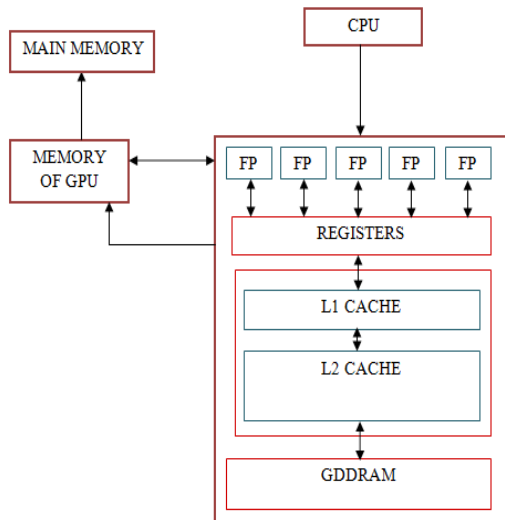 CPU
MAIN MEMORY
MEMORY
OF GPU
FP FP FP FP FP
REGISTERS
L1 CACHE
L2 CACHE
GDDRAM